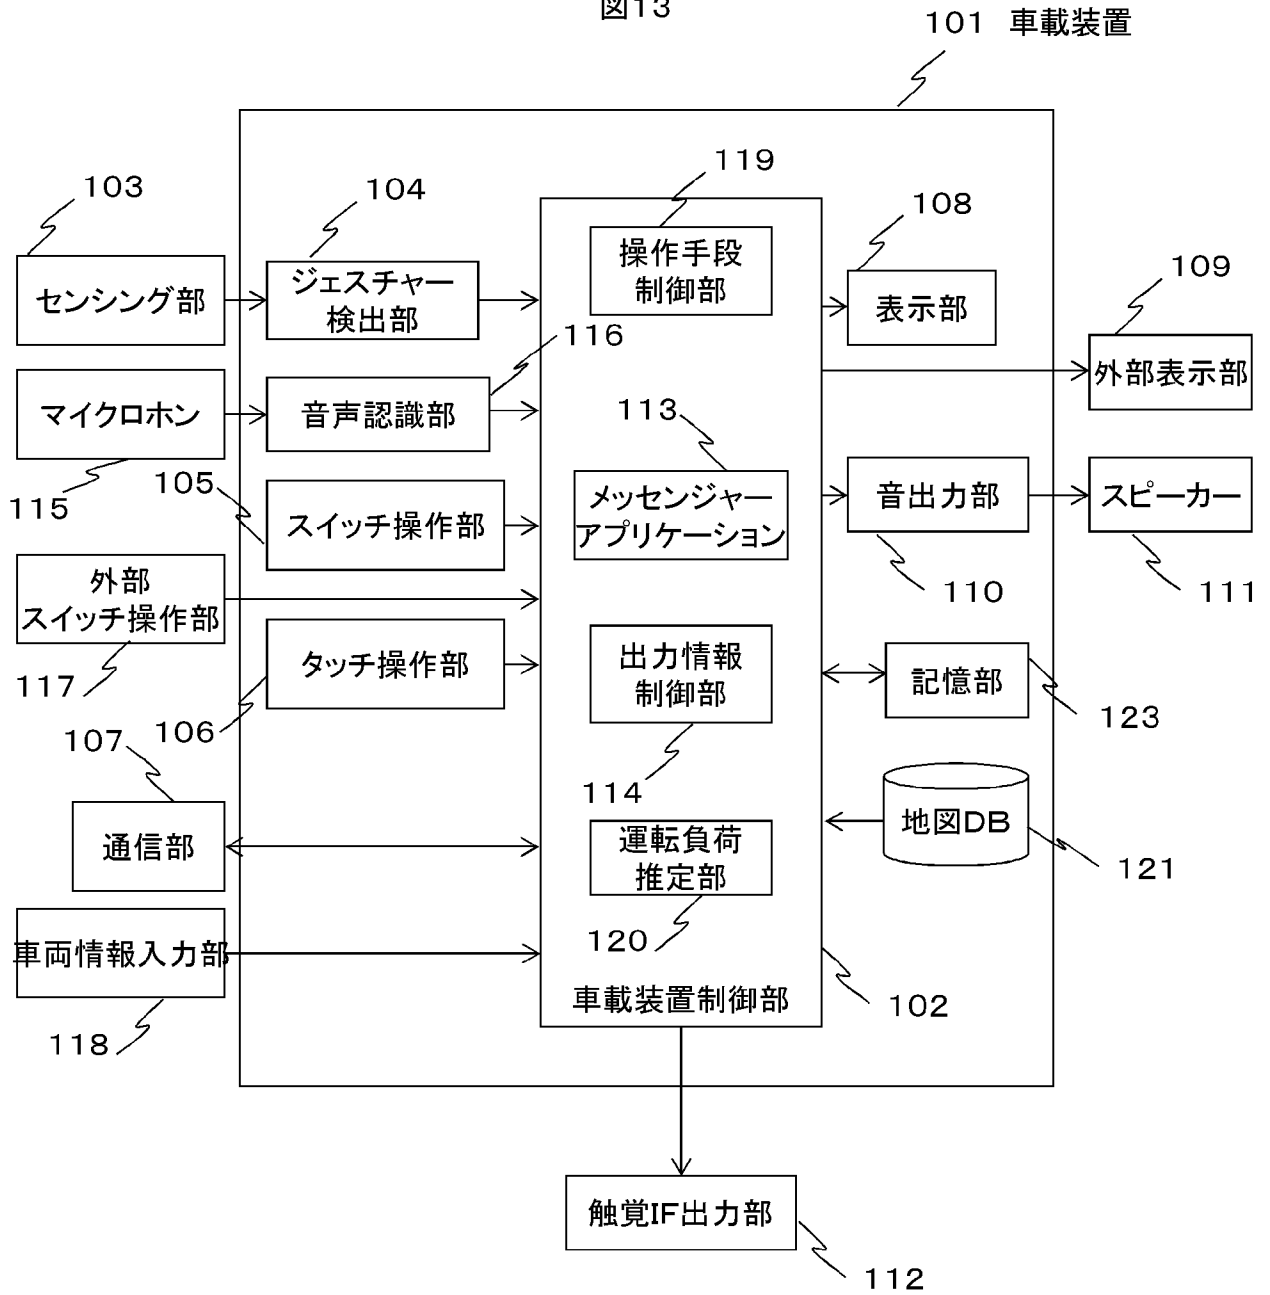 図13
101 車載装置
119
103
104
108
操作手段
制御部
109
センシング部
ジェスチャー
検出部
表示部
116
外部表示部
マイクロホン
音声認識部
113
115
105
スイッチ操作部
メッセンジャー
アプリケーション
音出力部
スピーカー
110
111
外部
スイッチ操作部
117
タッチ操作部
出力情報
制御部
記憶部
106
123
107
114
通信部
運転負荷
推定部
地図DB
121
車両情報入力部
120
車載装置制御部
102
118
触覚IF出力部
112